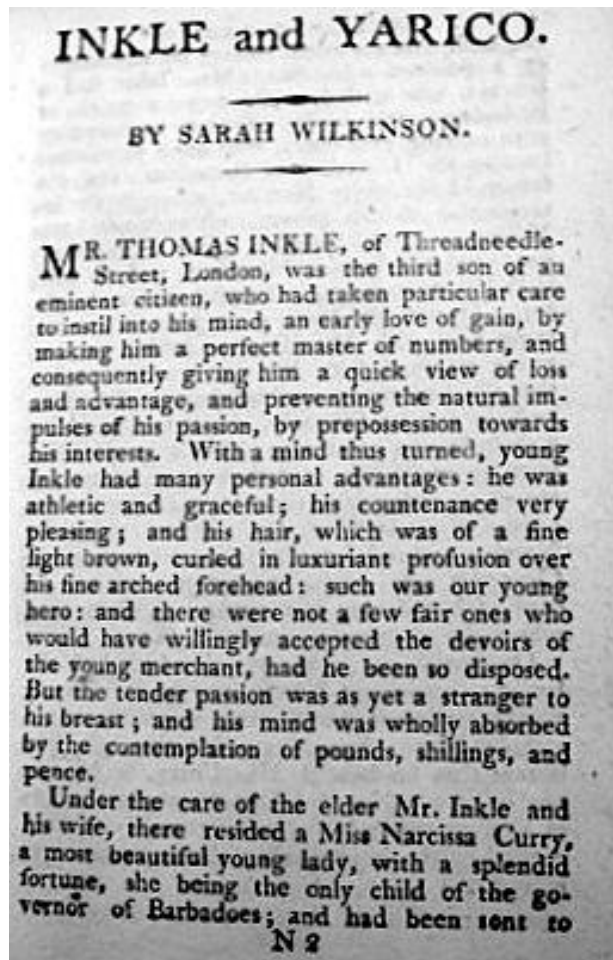 INKLE and YARICO.
BY SARAH WILKINSON.
MR. THOMAS INKLE, of Threadneedle-
Street, London, was the third son of an
eminent citizen, who had taken particular care
to instil into his mind, an early love of gain, by
making him a perfect master of numbers, and
consequently giving him a quick view of loss
and advantage, and preventing the natural im-
pulses of his passion, by prepossession towards
his interests. With a mind thus turned, young
Inkle had many personal advantages: he was
athletic and graceful; his countenance very
pleasing; and his hair, which was of a fine
light brown, curled in luxuriant profusion over
his fine arched forehead: such was our young
hero: and there were not a few fair ones who
would have willingly accepted the devoirs of
the young merchant, had he been so disposed.
But the tender passion was as yet a stranger to
his breast; and his mind was wholly absorbed
by the contemplation of pounds, shillings, and
pence.
Under the care of the elder Mr. Inkle and
his wife, there resided a Miss Narcissa Curry,
a most beautiful young lady, with a splendid
fortune, she being the only child of the go-
vernor of Barbadoes; and had been sent to
N 2